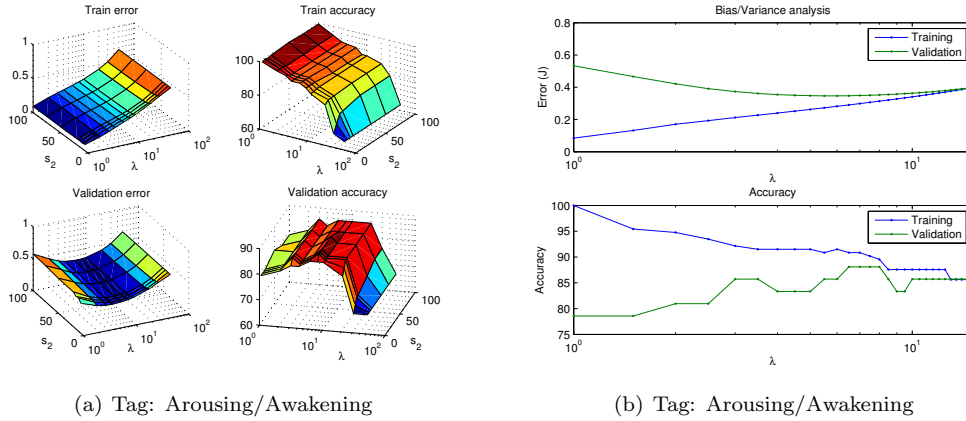 Train error
Train accuracy
1
0.5
0
100
50
0
s2
10^0
10^1
10^2
λ
100
80
60
10^0
10^1
10^2
λ
0
50
100
s2
Validation error
Validation accuracy
1
0.5
0
100
50
0
s2
10^0
10^1
10^2
λ
90
80
70
60
10^0
10^1
10^2
λ
0
50
100
s2
(a) Tag: Arousing/Awakening
Bias/Variance analysis
0.8
0.6
0.4
0.2
0
Error (J)
Training
Validation
10^0
10^1
λ
Accuracy
100
95
90
85
80
75
Accuracy
Training
Validation
10^0
10^1
λ
(b) Tag: Arousing/Awakening